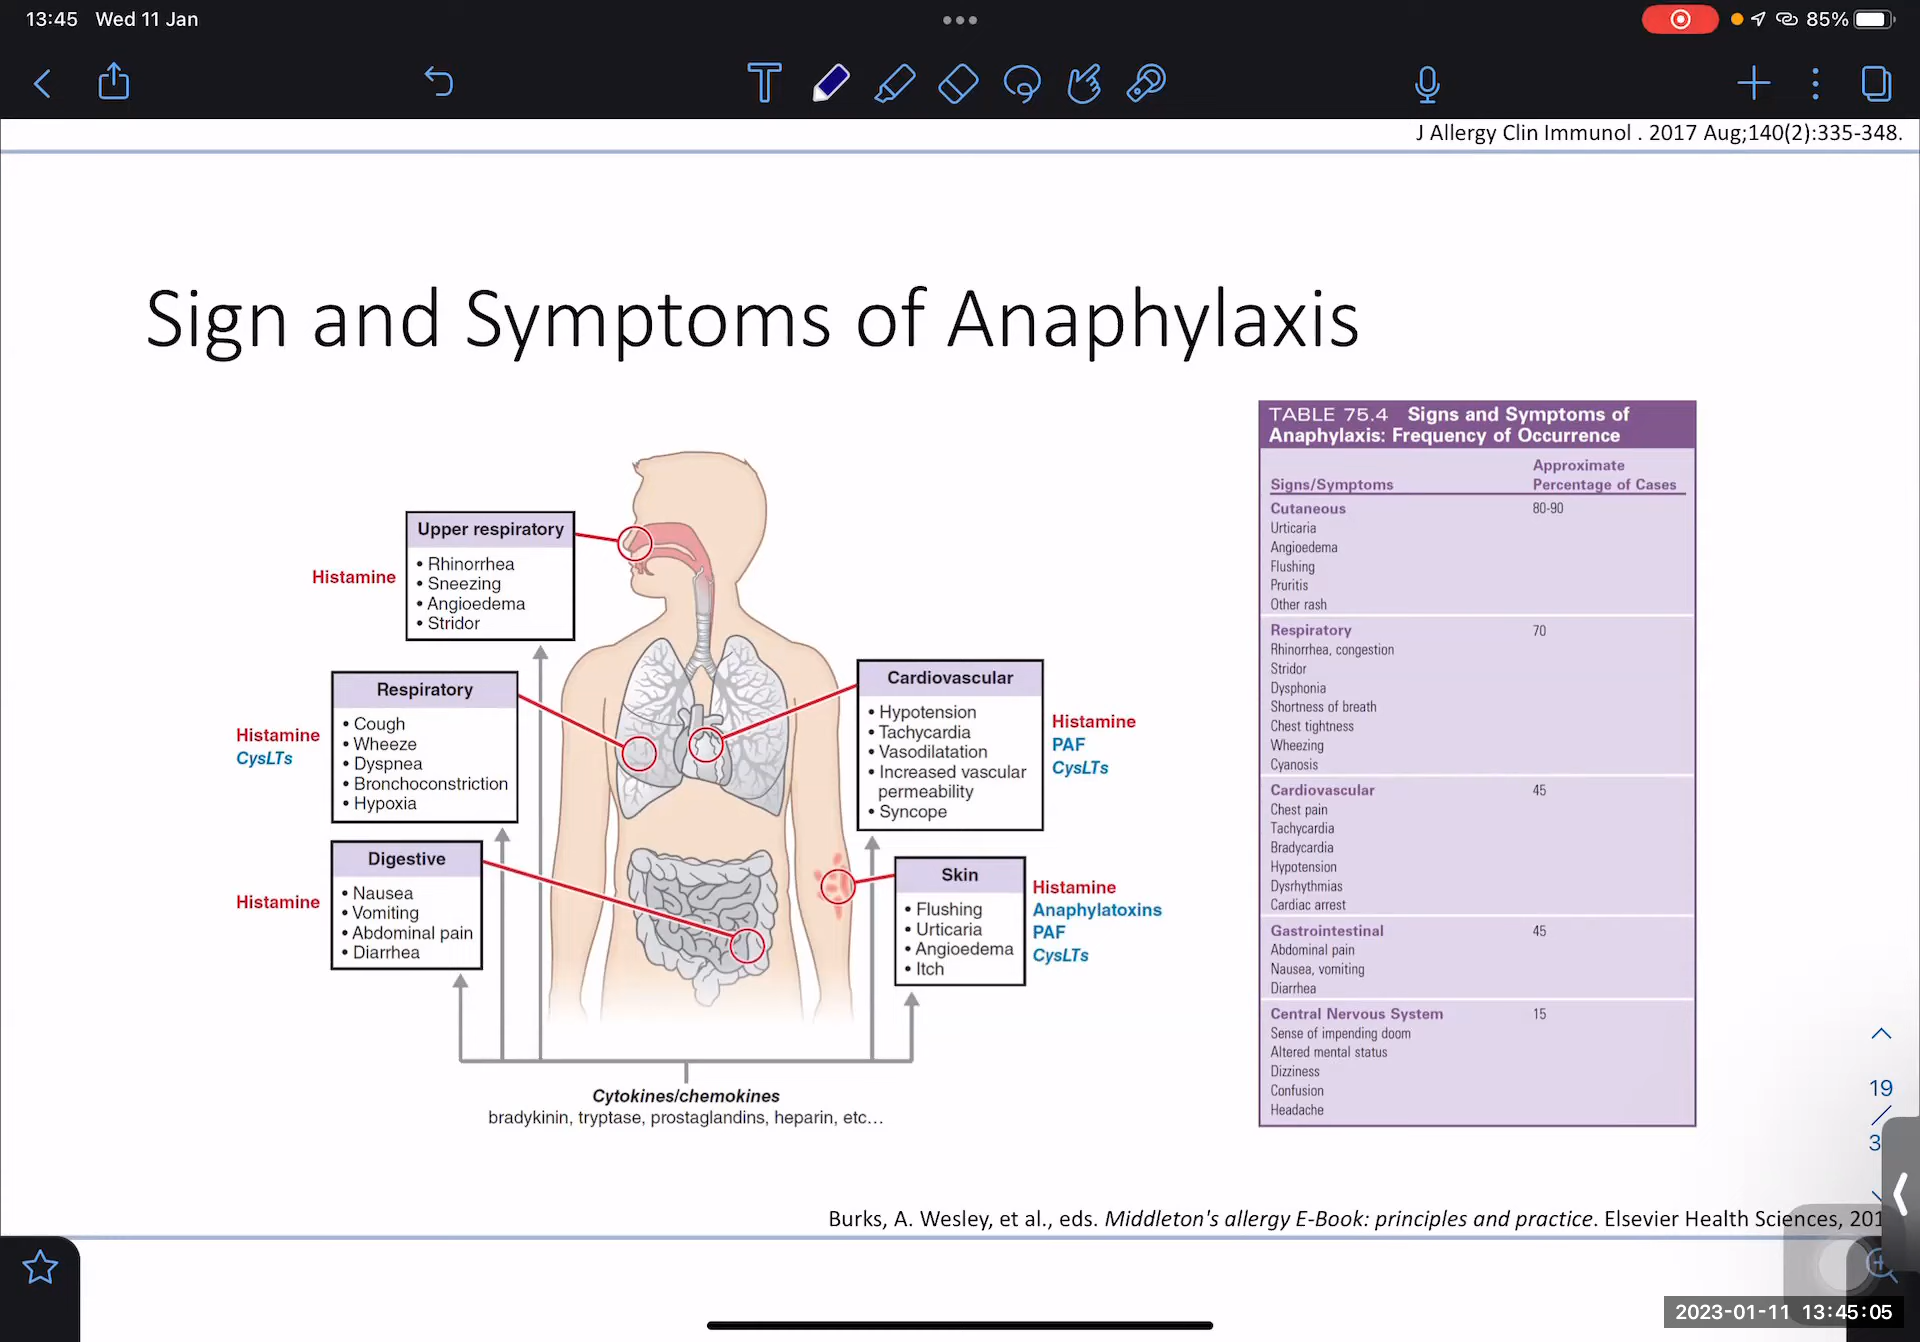 13:45 Wed 11 Jan
85%
J Allergy Clin Immunol . 2017 Aug;140(2):335-348.
Sign and Symptoms of Anaphylaxis
Upper respiratory
• Rhinorrhea
• Sneezing
• Angioedema
• Stridor
Histamine
Respiratory
• Cough
• Wheeze
• Dyspnea
• Bronchoconstriction
• Hypoxia
Histamine
CysLTs
Digestive
• Nausea
• Vomiting
• Abdominal pain
• Diarrhea
Histamine
Cardiovascular
• Hypotension
• Tachycardia
• Vasodilatation
• Increased vascular
permeability
• Syncope
Histamine
PAF
CysLTs
Skin
• Flushing
• Urticaria
• Angioedema
• Itch
Histamine
Anaphylatoxins
PAF
CysLTs
Cytokines/chemokines
bradykinin, tryptase, prostaglandins, heparin, etc...
TABLE 75.4 Signs and Symptoms of
Anaphylaxis: Frequency of Occurrence
Approximate
Signs/Symptoms Percentage of Cases
Cutaneous 80-90
Urticaria
Angioedema
Flushing
Pruritis
Other rash
Respiratory 70
Rhinorrhea, congestion
Stridor
Dysphonia
Shortness of breath
Chest tightness
Wheezing
Cyanosis
Cardiovascular 45
Chest pain
Tachycardia
Bradycardia
Hypotension
Dysrhythmias
Cardiac arrest
Gastrointestinal 45
Abdominal pain
Nausea, vomiting
Diarrhea
Central Nervous System 15
Sense of impending doom
Altered mental status
Dizziness
Confusion
Headache
19
Burks, A. Wesley, et al., eds. Middleton's allergy E-Book: principles and practice. Elsevier Health Sciences,
2023-01-11 13:45:05